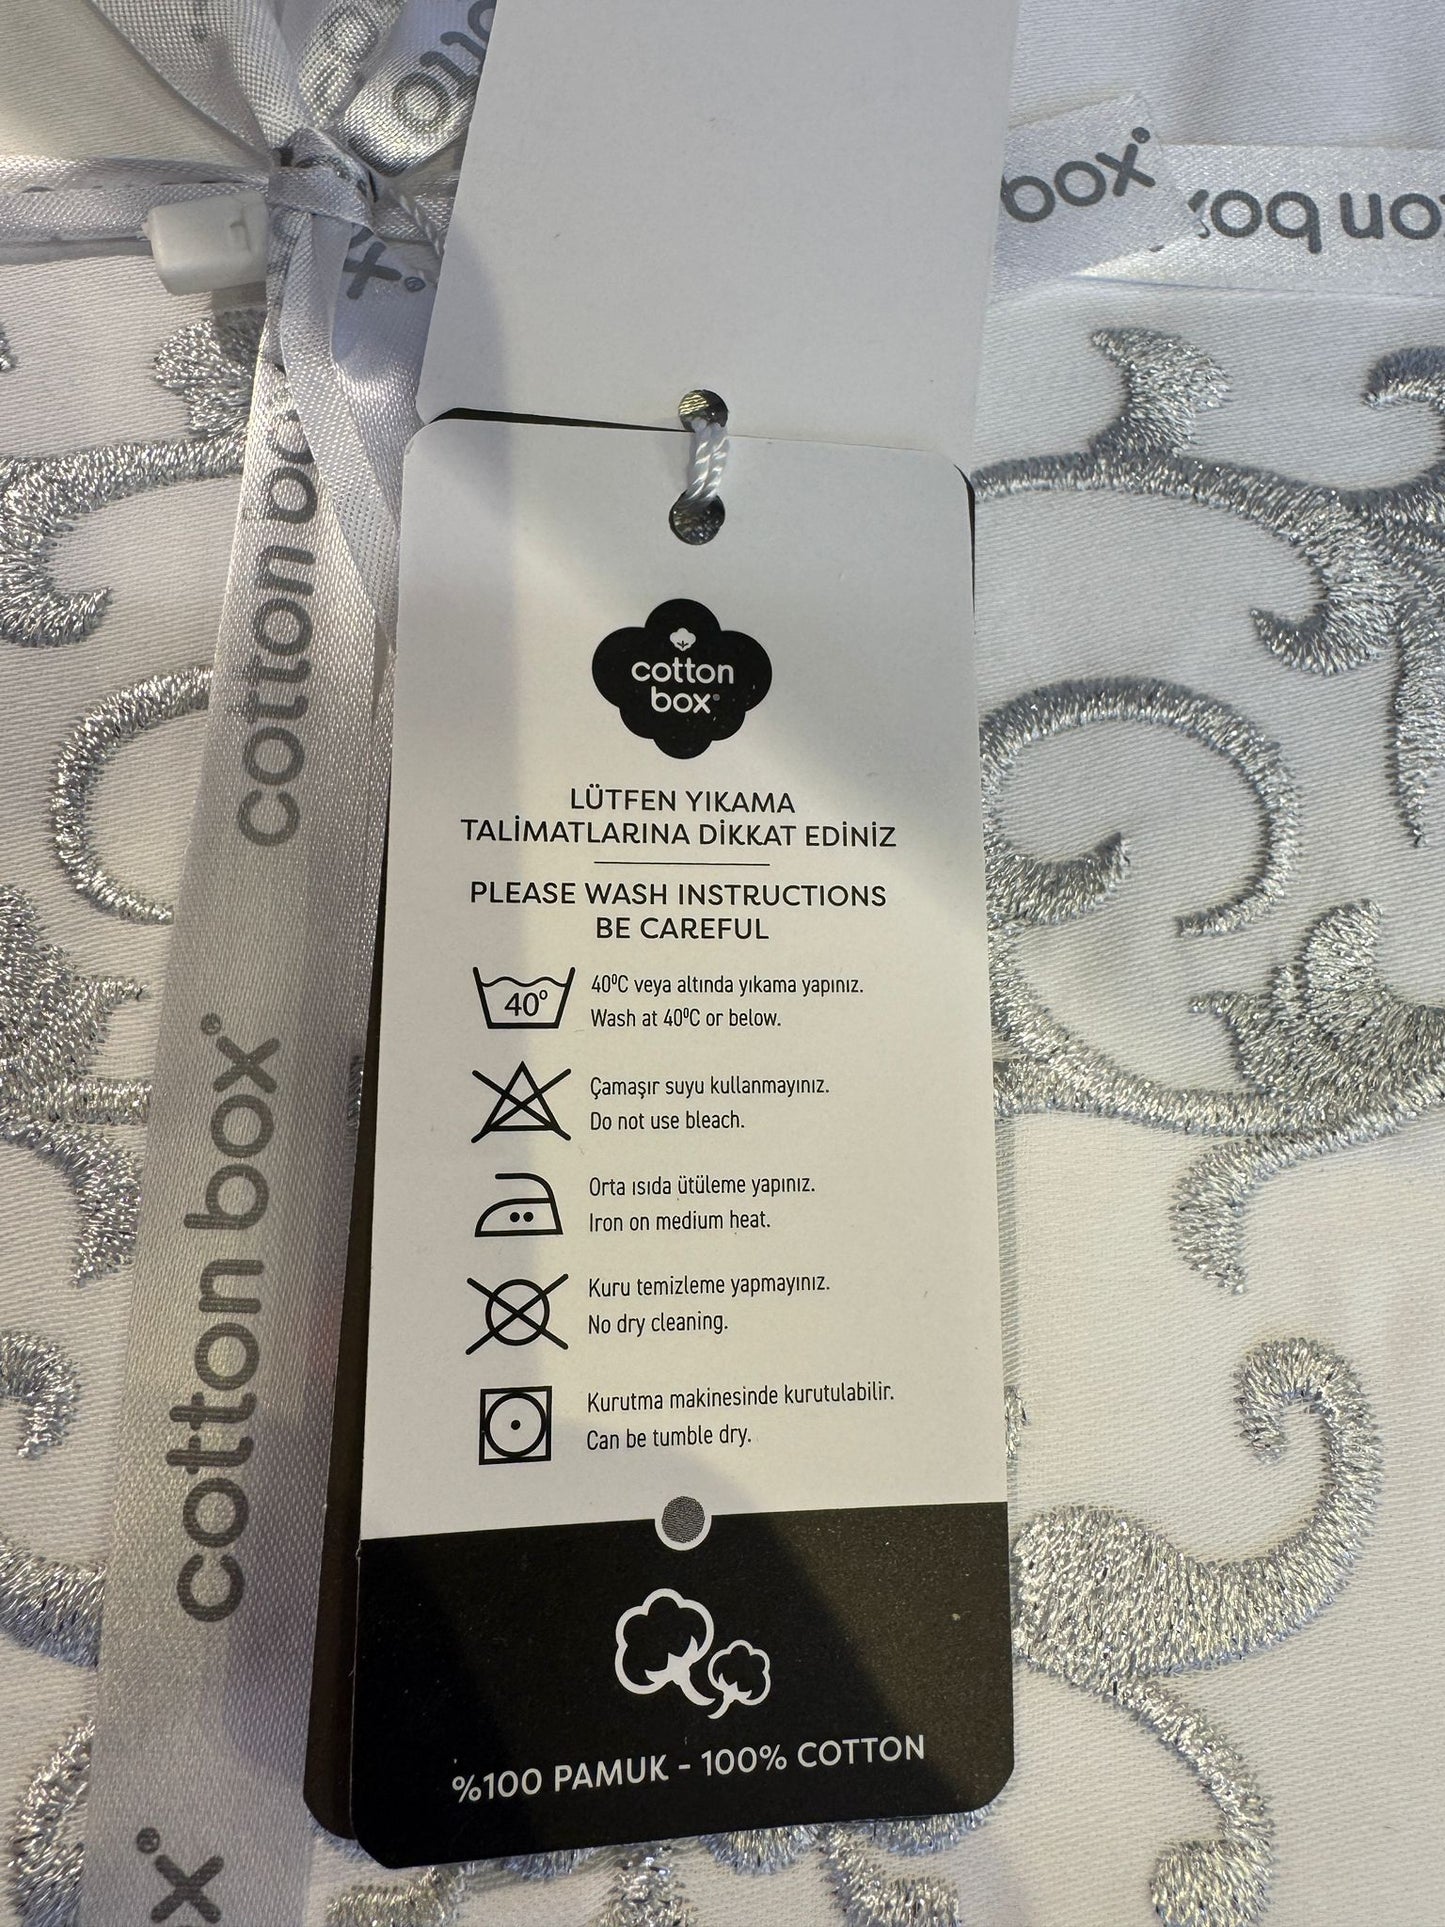 box®
cotton box
cotton box
cotton box®
cotton
box®
LÜTFEN YIKAMA
TALİMATLARINA DİKKAT EDİNİZ
PLEASE WASH INSTRUCTIONS
BE CAREFUL
40°
40ºC veya altında yıkama yapınız.
Wash at 40ºC or below.
Çamaşır suyu kullanmayınız.
Do not use bleach.
Orta ısıda ütüleme yapınız.
Iron on medium heat.
Kuru temizleme yapmayınız.
No dry cleaning.
Kurutma makinesinde kurutulabilir.
Can be tumble dry.
%100 PAMUK - 100% COTTON